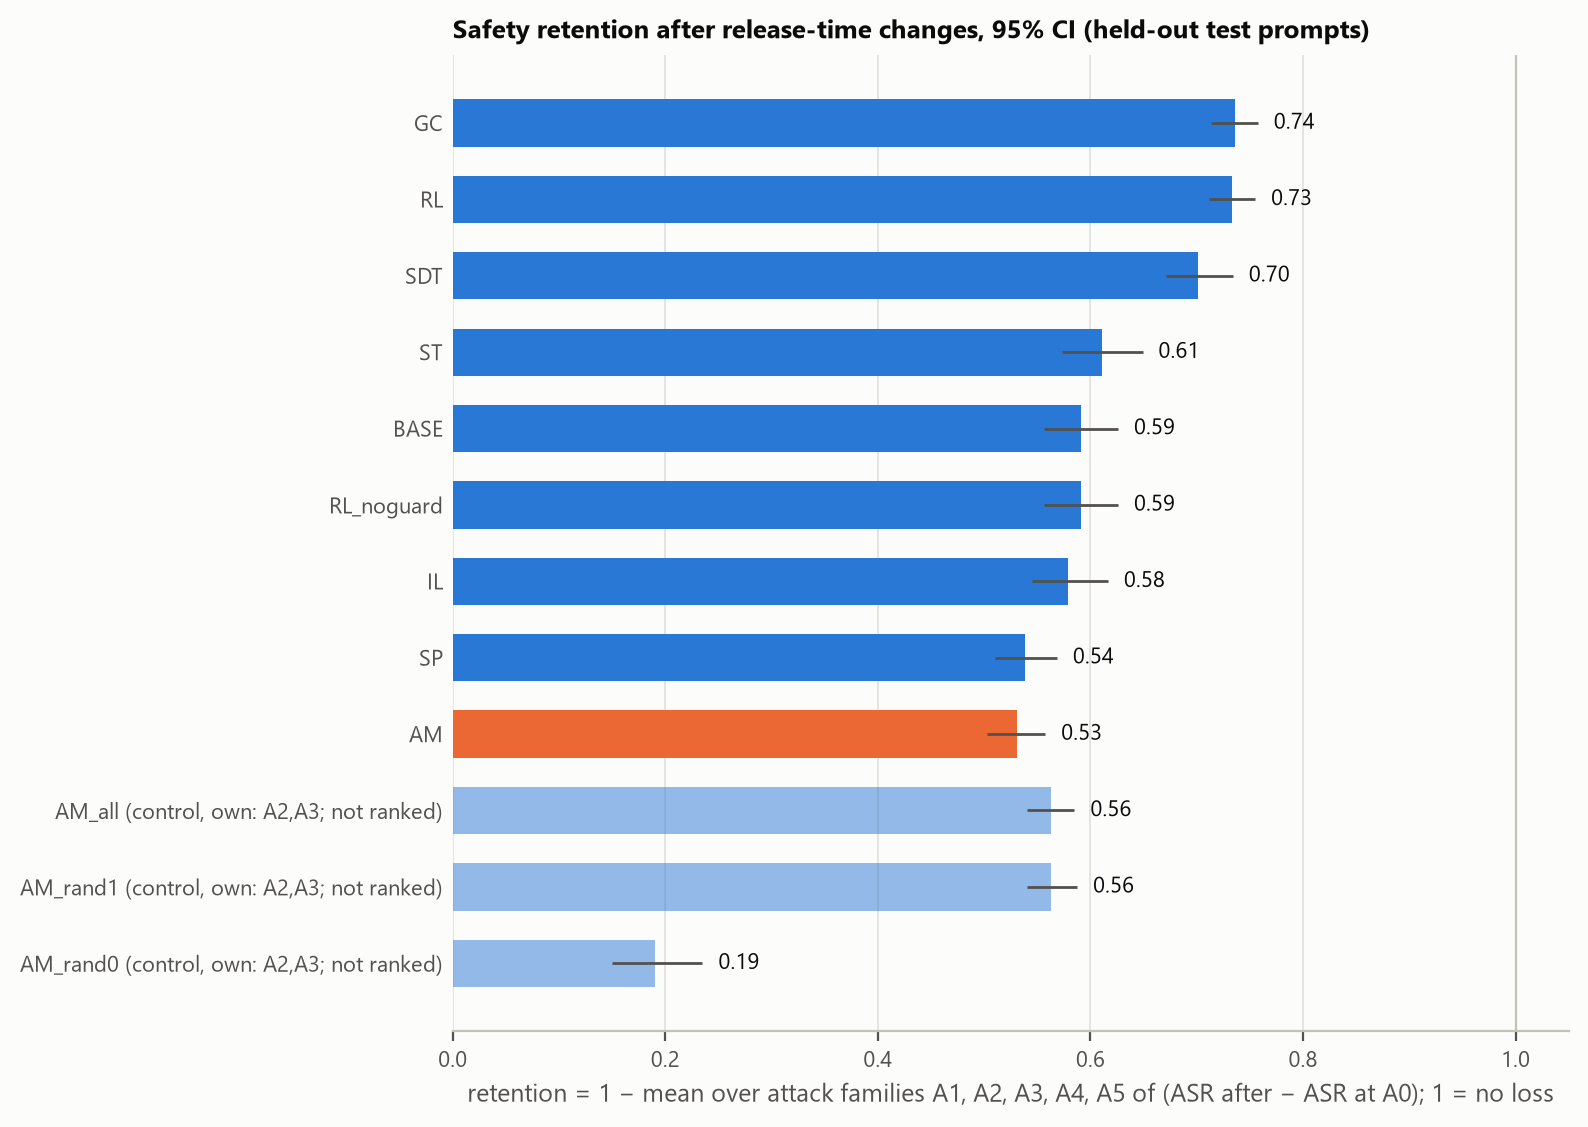 Safety retention after release-time changes, 95% CI (held-out test prompts)
GC 0.74
RL 0.73
SDT 0.70
ST 0.61
BASE 0.59
RL_noguard 0.59
IL 0.58
SP 0.54
AM 0.53
AM_all (control, own: A2,A3; not ranked) 0.56
AM_rand1 (control, own: A2,A3; not ranked) 0.56
AM_rand0 (control, own: A2,A3; not ranked) 0.19
0.0 0.2 0.4 0.6 0.8 1.0
retention = 1 − mean over attack families A1, A2, A3, A4, A5 of (ASR after − ASR at A0); 1 = no loss